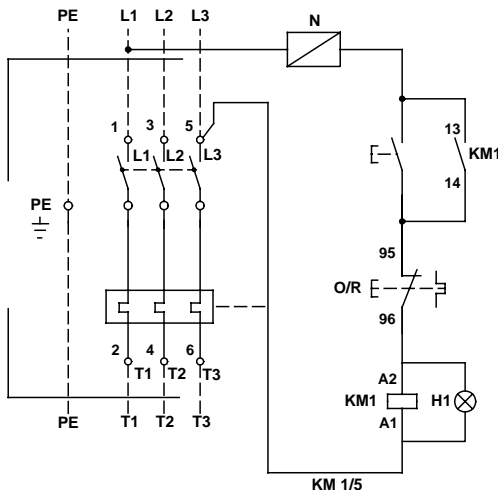 PE L1 L2 L3 N
1 3 5
13
L1 L2 L3 KM1
14
PE
95
O/R
96
2 4 6
T1 T2 T3
A2
KM1 H1
A1
PE T1 T2 T3
KM 1/5